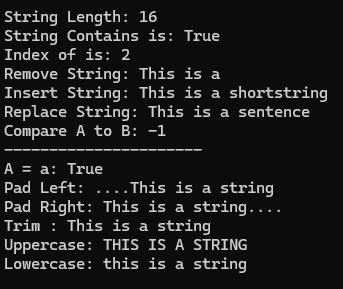 String Length: 16
String Contains is: True
Index of is: 2
Remove String: This is a
Insert String: This is a shortstring
Replace String: This is a sentence
Compare A to B: -1
----------------------
A = a: True
Pad Left: ....This is a string
Pad Right: This is a string....
Trim : This is a string
Uppercase: THIS IS A STRING
Lowercase: this is a string